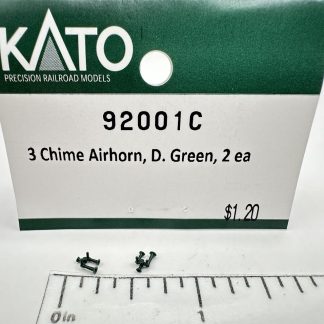 KATO
PRECISION RAILROAD MODELS
92001C
3 Chime Airhorn, D. Green, 2 ea
$1.20
0in 1